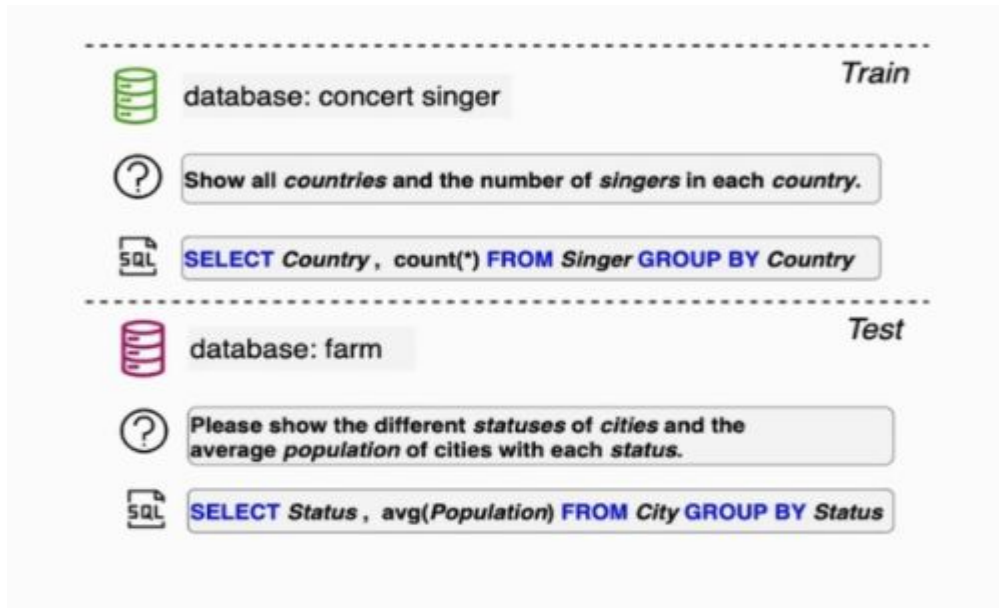 Train
database: concert singer
Show all countries and the number of singers in each country.
SQL
SELECT Country, count(*) FROM Singer GROUP BY Country
Test
database: farm
Please show the different statuses of cities and the
average population of cities with each status.
SQL
SELECT Status, avg(Population) FROM City GROUP BY Status